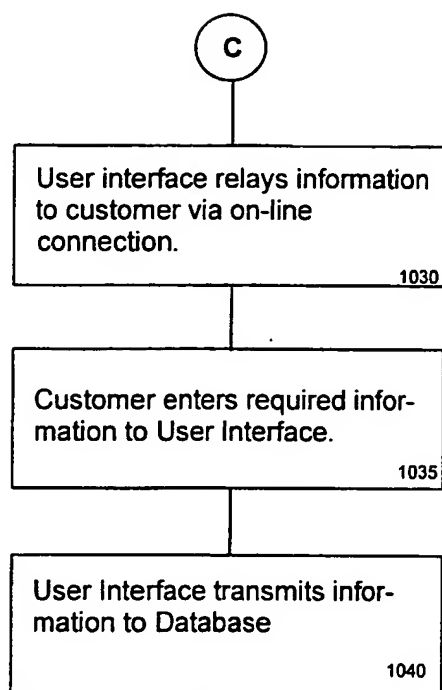 C
User interface relays information
to customer via on-line
connection.
1030
Customer enters required infor-
mation to User Interface.
1035
User Interface transmits infor-
mation to Database
1040